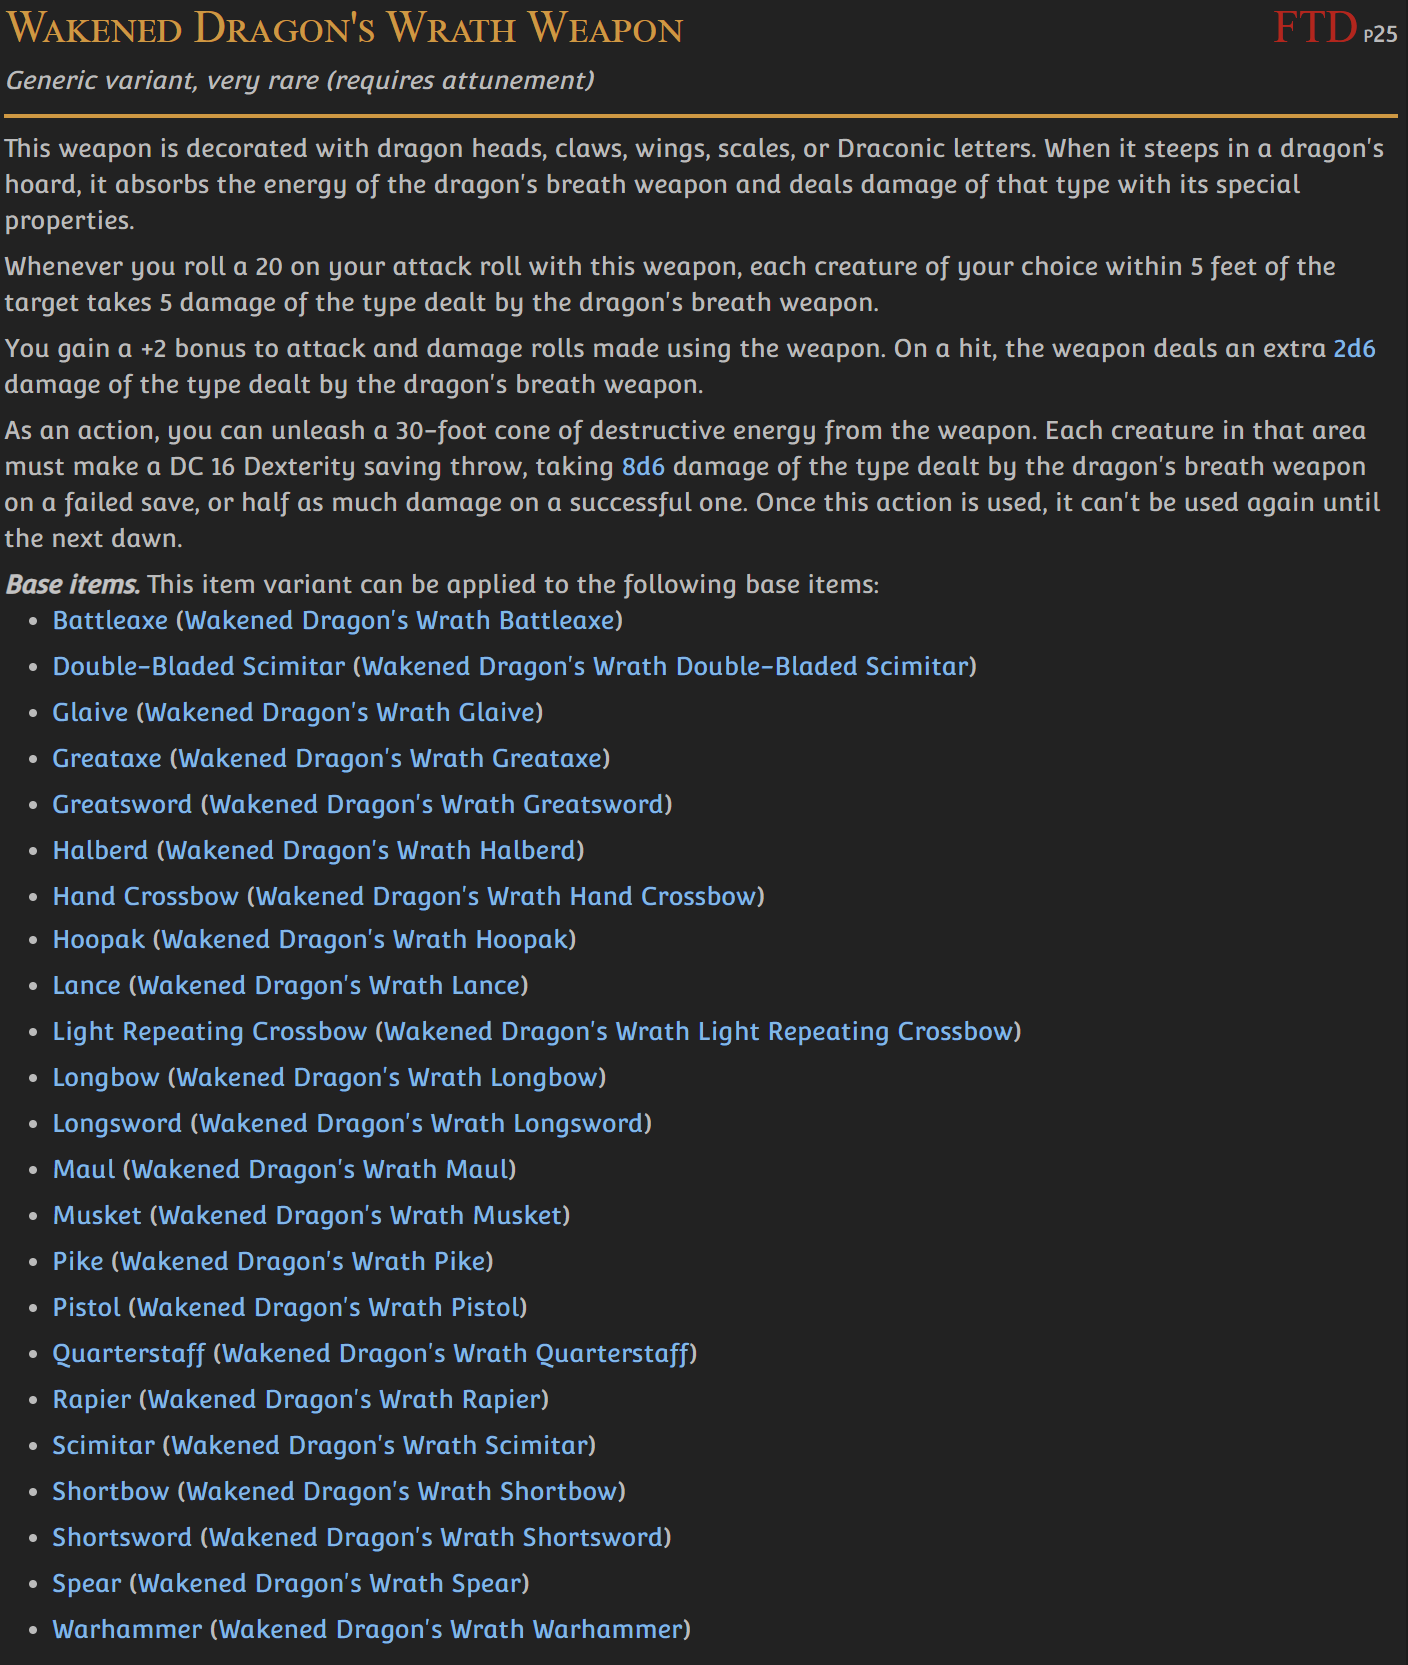 Wakened Dragon's Wrath Weapon FTD P25
Generic variant, very rare (requires attunement)
This weapon is decorated with dragon heads, claws, wings, scales, or Draconic letters. When it steeps in a dragon's
hoard, it absorbs the energy of the dragon's breath weapon and deals damage of that type with its special
properties.
Whenever you roll a 20 on your attack roll with this weapon, each creature of your choice within 5 feet of the
target takes 5 damage of the type dealt by the dragon's breath weapon.
You gain a +2 bonus to attack and damage rolls made using the weapon. On a hit, the weapon deals an extra 2d6
damage of the type dealt by the dragon's breath weapon.
As an action, you can unleash a 30-foot cone of destructive energy from the weapon. Each creature in that area
must make a DC 16 Dexterity saving throw, taking 8d6 damage of the type dealt by the dragon's breath weapon
on a failed save, or half as much damage on a successful one. Once this action is used, it can't be used again until
the next dawn.
Base items. This item variant can be applied to the following base items:
• Battleaxe (Wakened Dragon's Wrath Battleaxe)
• Double-Bladed Scimitar (Wakened Dragon's Wrath Double-Bladed Scimitar)
• Glaive (Wakened Dragon's Wrath Glaive)
• Greataxe (Wakened Dragon's Wrath Greataxe)
• Greatsword (Wakened Dragon's Wrath Greatsword)
• Halberd (Wakened Dragon's Wrath Halberd)
• Hand Crossbow (Wakened Dragon's Wrath Hand Crossbow)
• Hoopak (Wakened Dragon's Wrath Hoopak)
• Lance (Wakened Dragon's Wrath Lance)
• Light Repeating Crossbow (Wakened Dragon's Wrath Light Repeating Crossbow)
• Longbow (Wakened Dragon's Wrath Longbow)
• Longsword (Wakened Dragon's Wrath Longsword)
• Maul (Wakened Dragon's Wrath Maul)
• Musket (Wakened Dragon's Wrath Musket)
• Pike (Wakened Dragon's Wrath Pike)
• Pistol (Wakened Dragon's Wrath Pistol)
• Quarterstaff (Wakened Dragon's Wrath Quarterstaff)
• Rapier (Wakened Dragon's Wrath Rapier)
• Scimitar (Wakened Dragon's Wrath Scimitar)
• Shortbow (Wakened Dragon's Wrath Shortbow)
• Shortsword (Wakened Dragon's Wrath Shortsword)
• Spear (Wakened Dragon's Wrath Spear)
• Warhammer (Wakened Dragon's Wrath Warhammer)